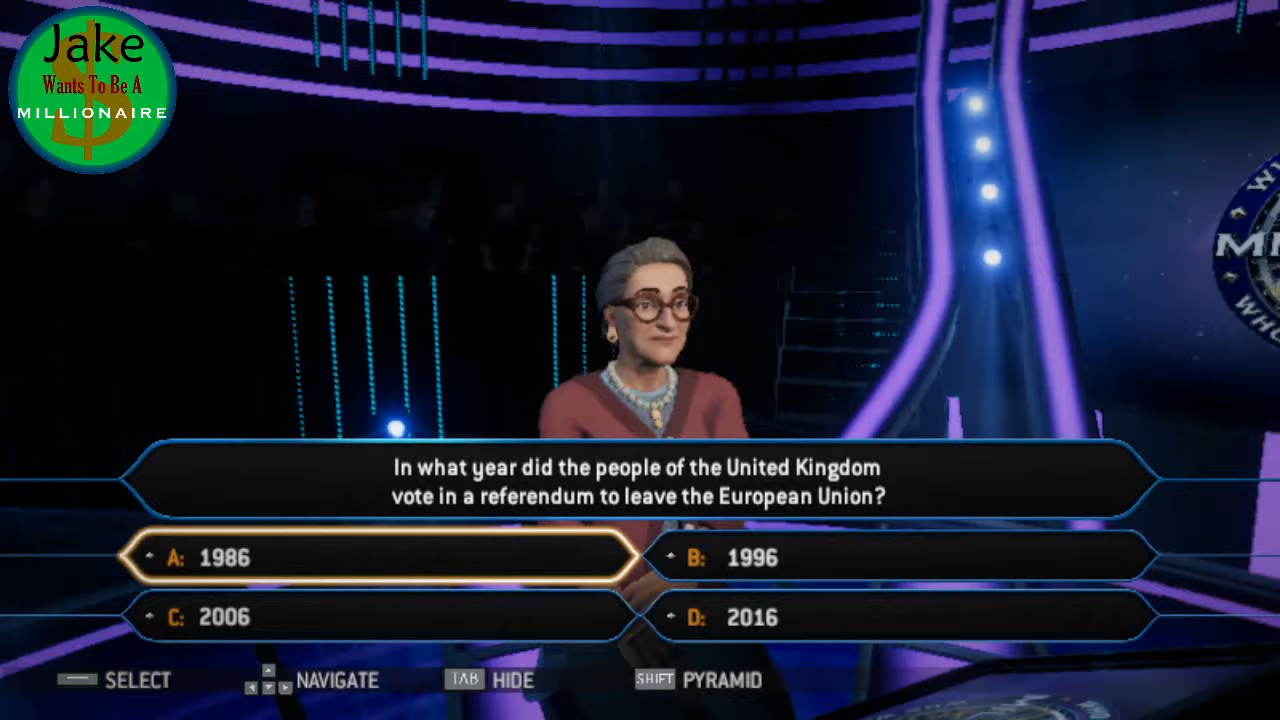 Jake
Wants To Be A
MILLIONAIRE
In what year did the people of the United Kingdom
vote in a referendum to leave the European Union?
A: 1986
B: 1996
C: 2006
D: 2016
SELECT
NAVIGATE
TAB HIDE
SHIFT PYRAMID